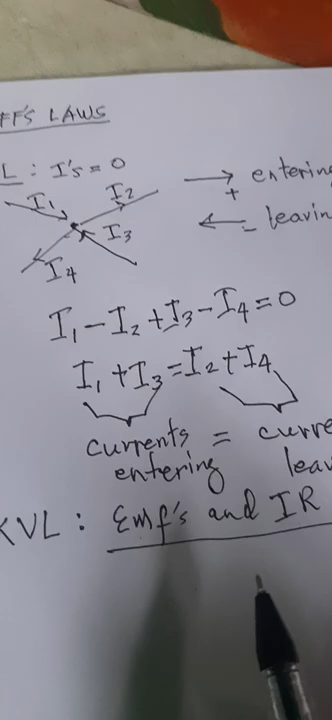 FF'S LAWS
L : I's = 0
I1 I2 → enterin
+
I3 ← leavin
-
I4
I1 - I2 + I3 - I4 = 0
I1 + I3 = I2 + I4
currents = curre
entering leav
KVL : Emf's and IR